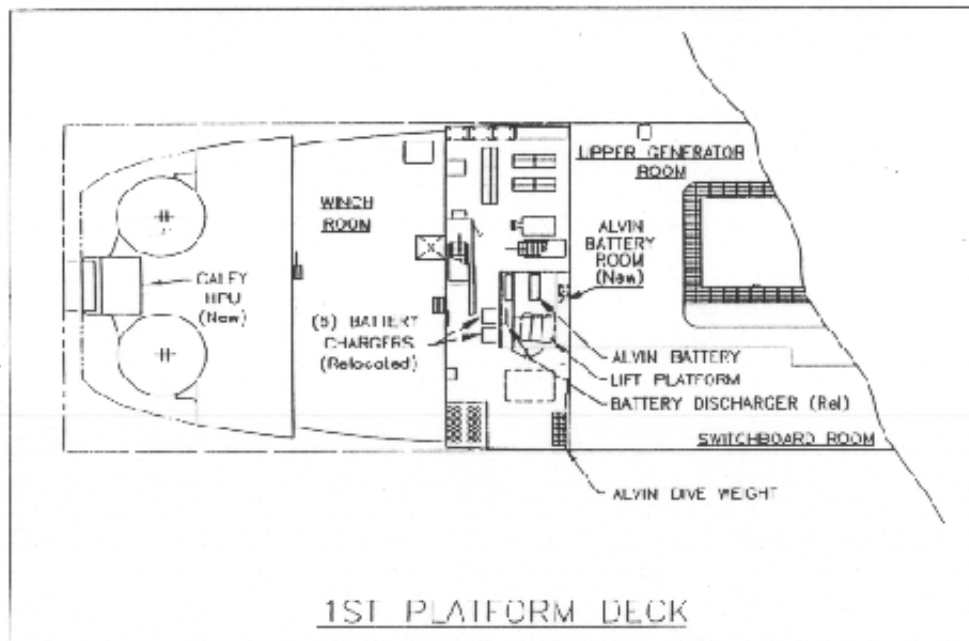 UPPER GENERATOR
ROOM
WINCH
ROOM
ALVIN
BATTERY
ROOM
(New)
CALEY
HPU
(New)
(5) BATTERY
CHARGERS
(Relocated)
ALVIN BATTERY
LIFT PLATFORM
BATTERY DISCHARGER (Rel)
SWITCHBOARD ROOM
ALVIN DIVE WEIGHT
1ST PLATFORM DECK